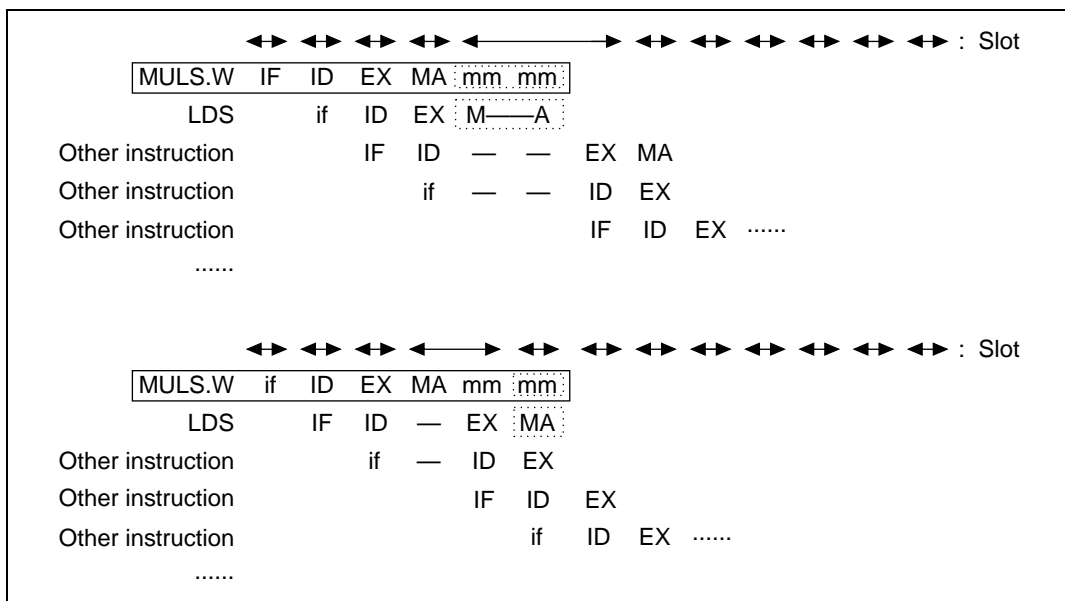 : Slot
MULS.W IF ID EX MA mm mm
LDS if ID EX M——A
Other instruction IF ID — — EX MA
Other instruction if — — ID EX
Other instruction IF ID EX ......
......
: Slot
MULS.W if ID EX MA mm mm
LDS IF ID — EX MA
Other instruction if — ID EX
Other instruction IF ID EX
Other instruction if ID EX ......
......